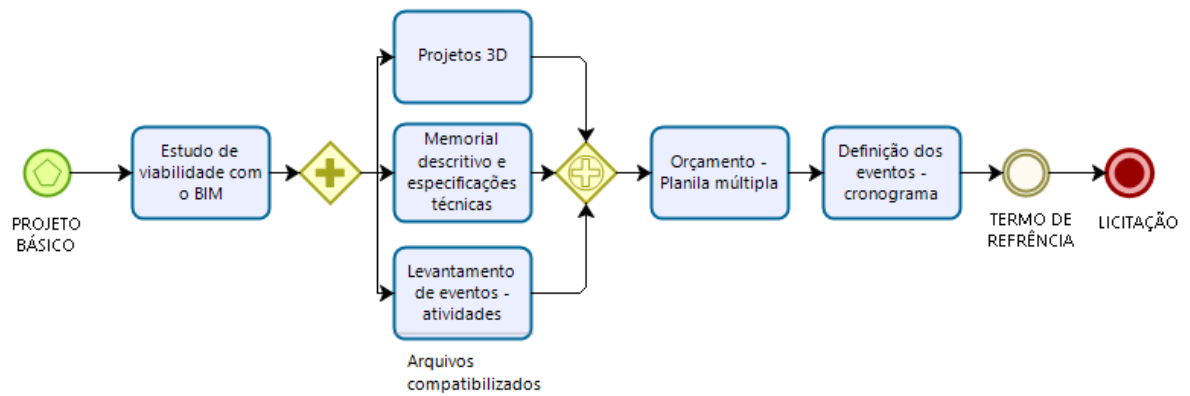 PROJETO
BÁSICO
Estudo de
viabilidade com
o BIM
Projetos 3D
Memorial
descritivo e
especificações
técnicas
Levantamento
de eventos -
atividades
Arquivos
compatibilizados
Orçamento -
Planila múltipla
Definição dos
eventos -
cronograma
TERMO DE
REFRÊNCIA
LICITAÇÃO